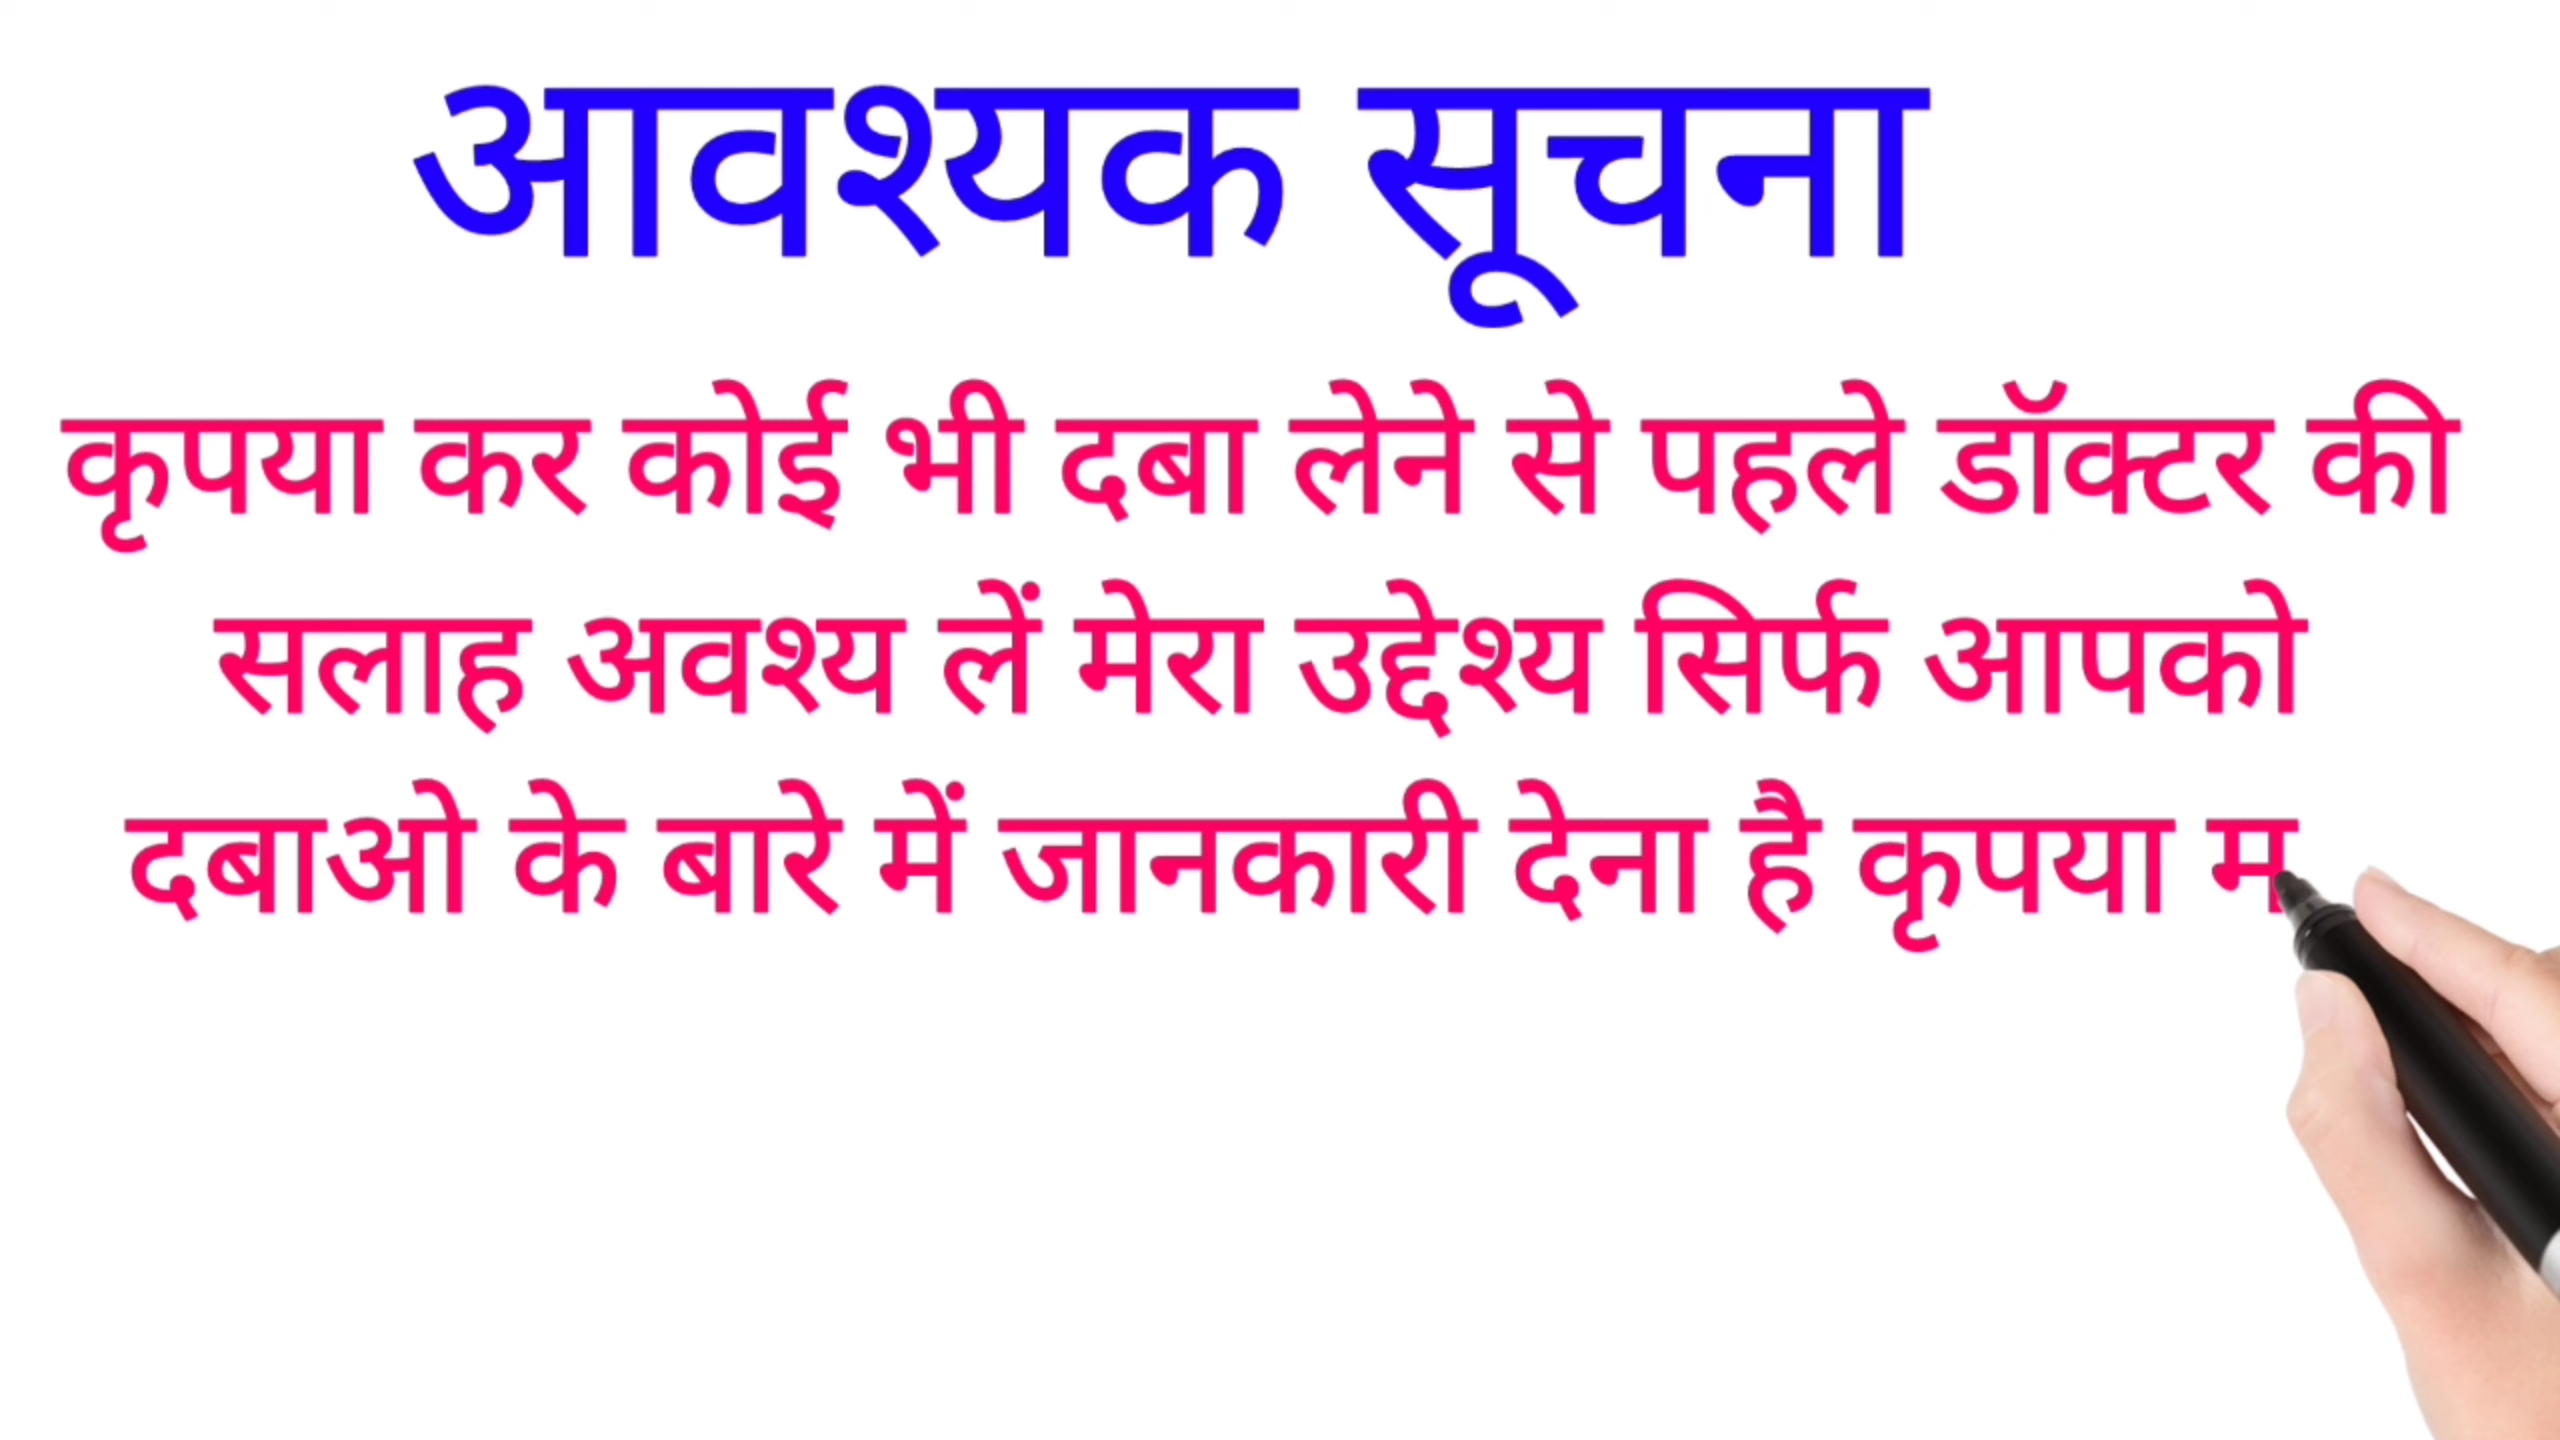 आवश्यक सूचना
कृपया कर कोई भी दबा लेने से पहले डॉक्टर की
सलाह अवश्य लें मेरा उद्देश्य सिर्फ आपको
दबाओ के बारे में जानकारी देना है कृपया म